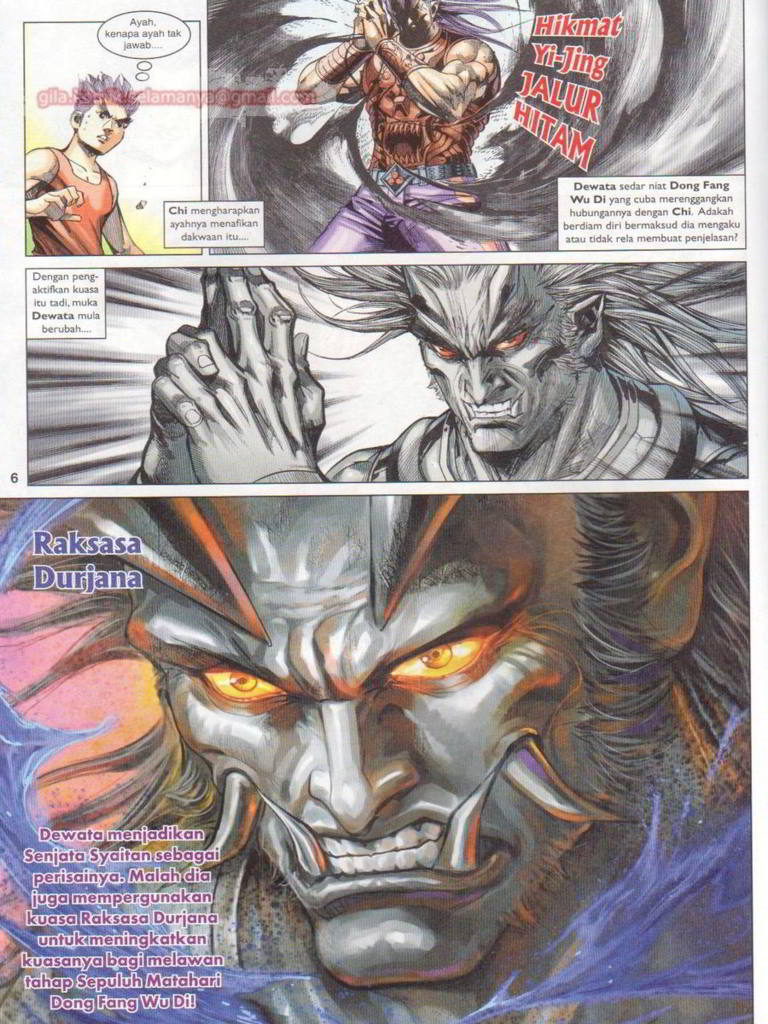 Ayah,
kenapa ayah tak
jawab....
Chi mengharapkan
ayahnya menafikan
dakwaan itu....
Hikmat
Yi-Jing
JALUR
HITAM
Dewata sedar niat Dong Fang
Wu Di yang cuba merenggangkan
hubungannya dengan Chi. Adakah
berdiam diri bermaksud dia mengaku
atau tidak rela membuat penjelasan?
Dengan peng-
aktifkan kuasa
itu tadi, muka
Dewata mula
berubah....
6
Raksasa
Durjana
Dewata menjadikan
Senjata Syaitan sebagai
perisainya. Malah dia
juga mempergunakan
kuasa Raksasa Durjana
untuk meningkatkan
kuasanya bagi melawan
tahap Sepuluh Matahari
Dong Fang Wu Di!